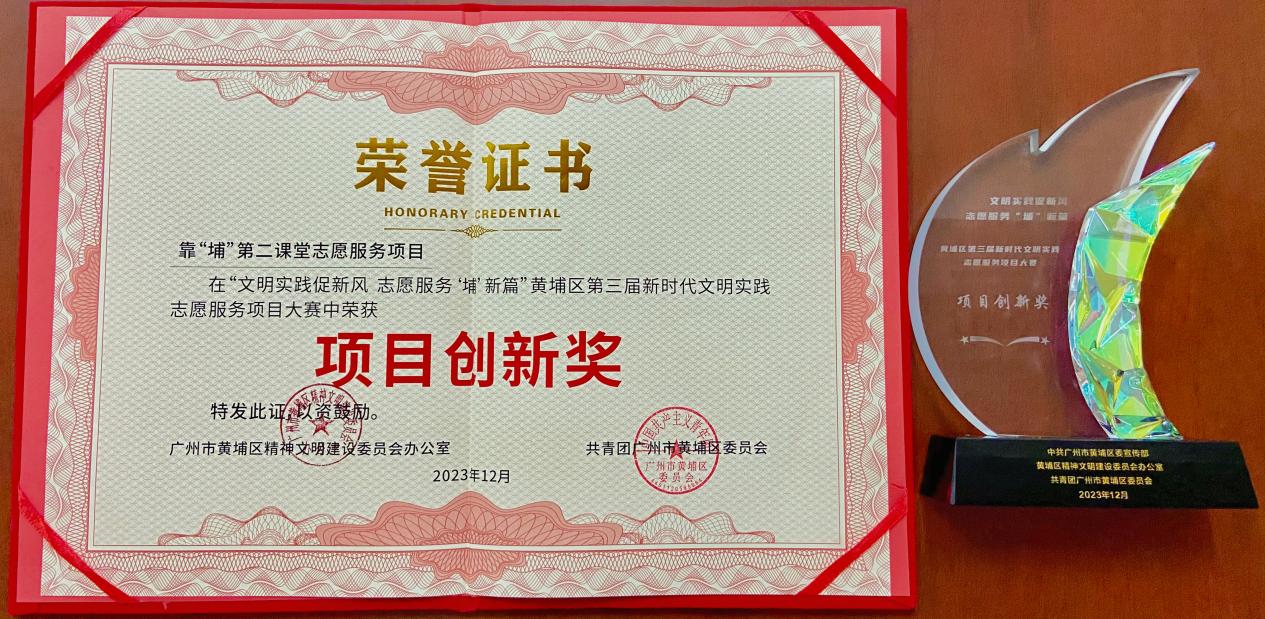 荣誉证书
HONORARY CREDENTIAL
靠“埔”第二课堂志愿服务项目
在“文明实践促新风 志愿服务‘埔’新篇”黄埔区第三届新时代文明实践
志愿服务项目大赛中荣获
项目创新奖
特发此证，以资鼓励。
广州市黄埔区精神文明建设委员会办公室
共青团广州市黄埔区委员会
2023年12月
广州市黄埔区
委员会
文明实践促新风
志愿服务“埔”新篇
黄埔区第三届新时代文明实践
志愿服务项目大赛
项目创新奖
中共广州市黄埔区委宣传部
黄埔区精神文明建设委员会办公室
共青团广州市黄埔区委员会
2023年12月